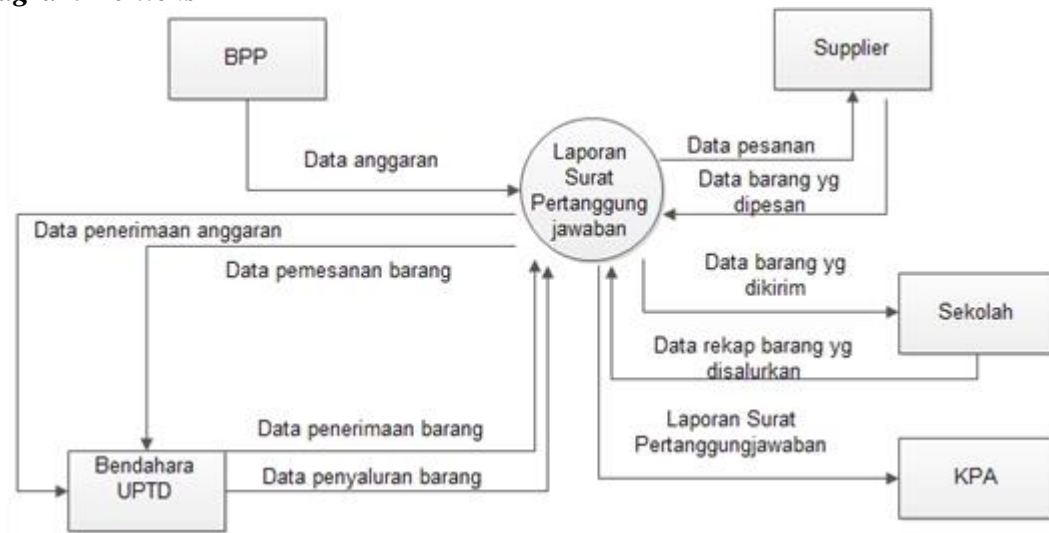 BPP
Supplier
Data anggaran
Laporan
Surat
Pertanggung
jawaban
Data pesanan
Data barang yg
dipesan
Data penerimaan anggaran
Data pemesanan barang
Data barang yg
dikirim
Sekolah
Data rekap barang yg
disalurkan
Data penerimaan barang
Laporan Surat
Pertanggungjawaban
Bendahara
UPTD
Data penyaluran barang
KPA